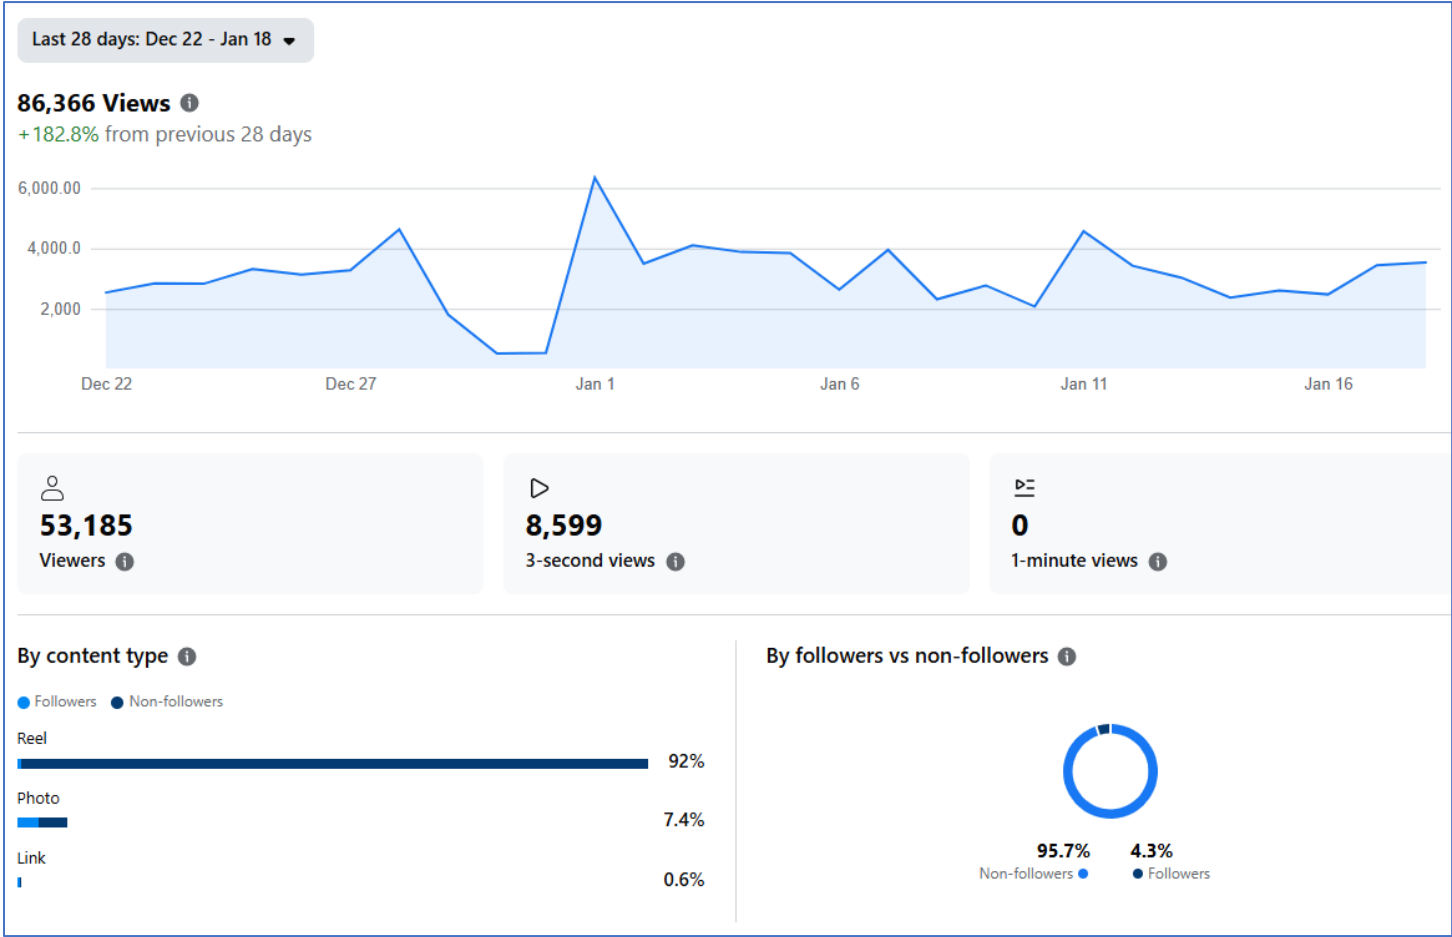 Last 28 days: Dec 22 - Jan 18
86,366 Views
+182.8% from previous 28 days
6,000.00
4,000.0
2,000
Dec 22 Dec 27 Jan 1 Jan 6 Jan 11 Jan 16
53,185
Viewers
8,599
3-second views
0
1-minute views
By content type
Followers Non-followers
Reel
92%
Photo
7.4%
Link
0.6%
By followers vs non-followers
95.7% 4.3%
Non-followers Followers